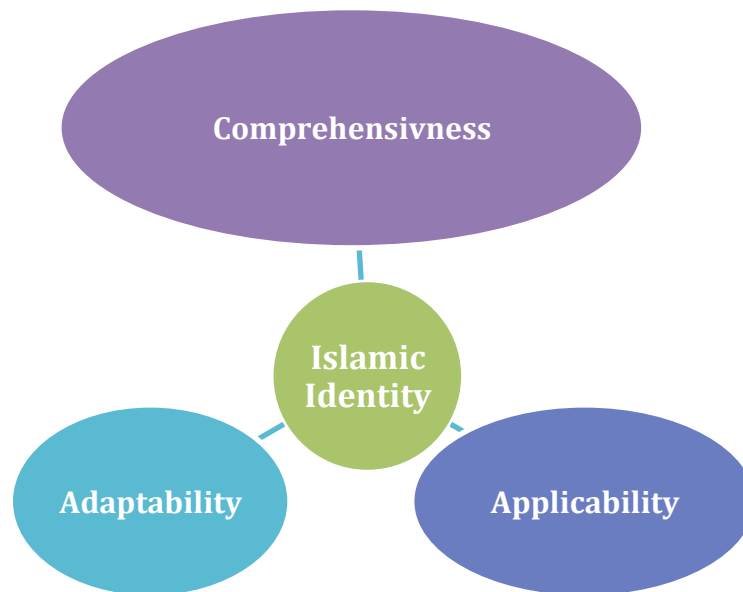 Comprehensivness
Islamic
Identity
Adaptability
Applicability